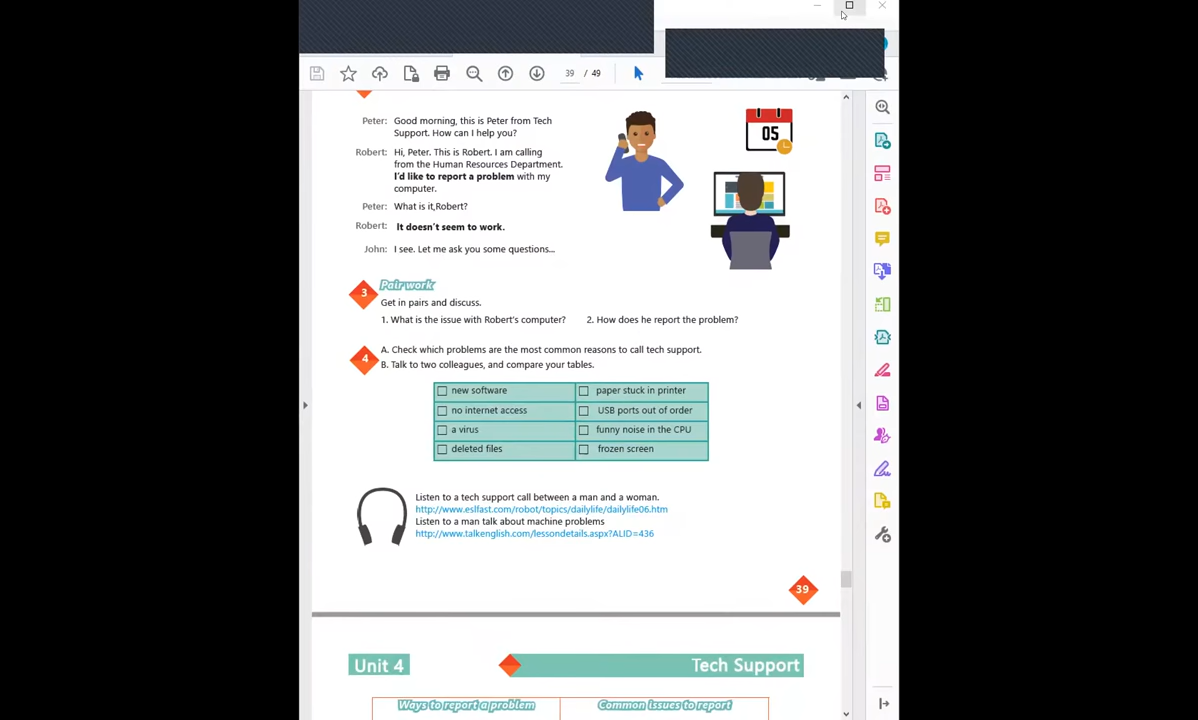 39 / 49
Peter: Good morning, this is Peter from Tech
Support. How can I help you?
Robert: Hi, Peter. This is Robert. I am calling
from the Human Resources Department.
I'd like to report a problem with my
computer.
Peter: What is it,Robert?
Robert: It doesn't seem to work.
John: I see. Let me ask you some questions...
05
3 Pair work
Get in pairs and discuss.
1. What is the issue with Robert's computer? 2. How does he report the problem?
4 A. Check which problems are the most common reasons to call tech support.
B. Talk to two colleagues, and compare your tables.
new software paper stuck in printer
no internet access USB ports out of order
a virus funny noise in the CPU
deleted files frozen screen
Listen to a tech support call between a man and a woman.
http://www.eslfast.com/robot/topics/dailylife/dailylife06.htm
Listen to a man talk about machine problems
http://www.talkenglish.com/lessondetails.aspx?ALID=436
39
Unit 4 Tech Support
Ways to report a problem Common Issues to report